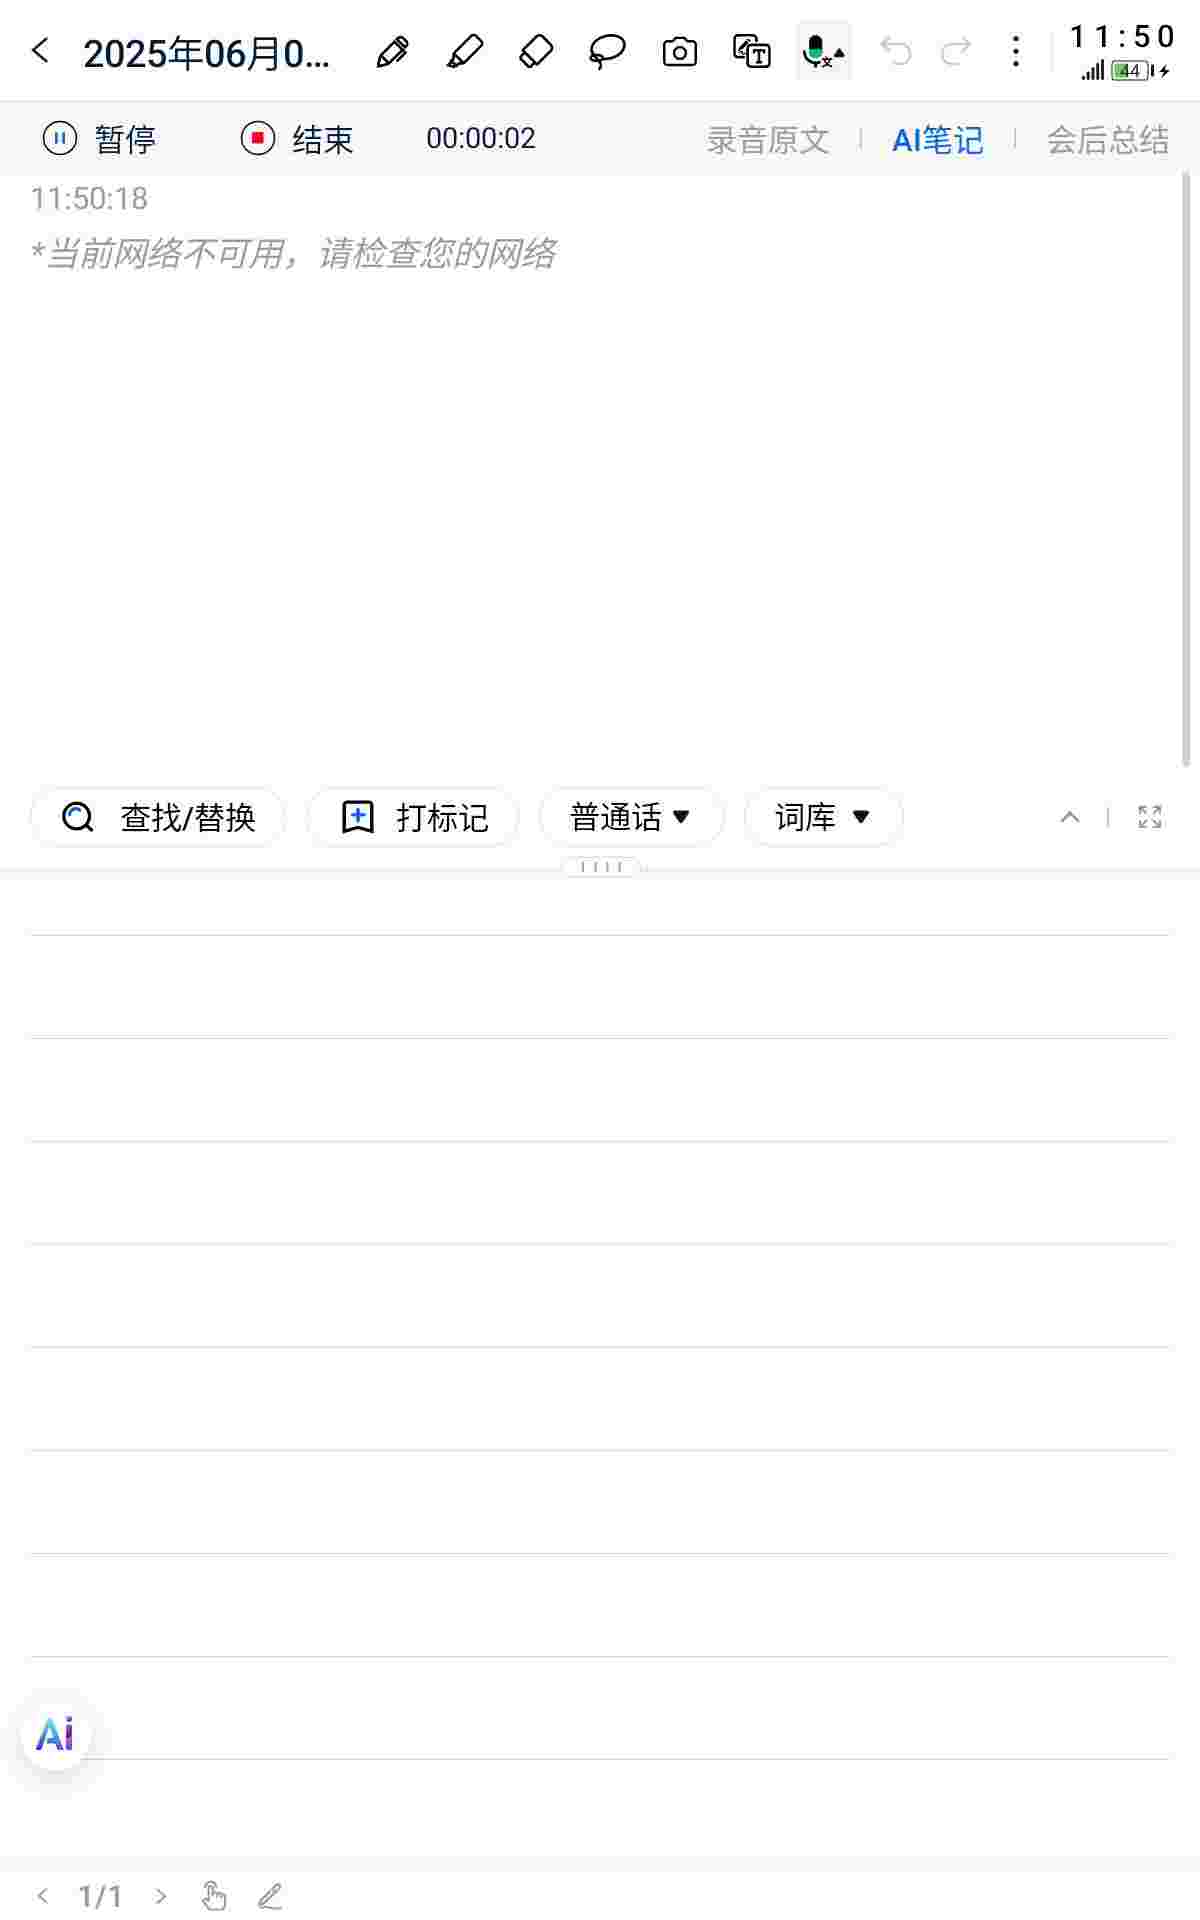 2025年06月0...
11:50
44
暂停 结束 00:00:02 录音原文 AI笔记 会后总结
11:50:18
*当前网络不可用，请检查您的网络
查找/替换 打标记 普通话 词库
Ai
1/1